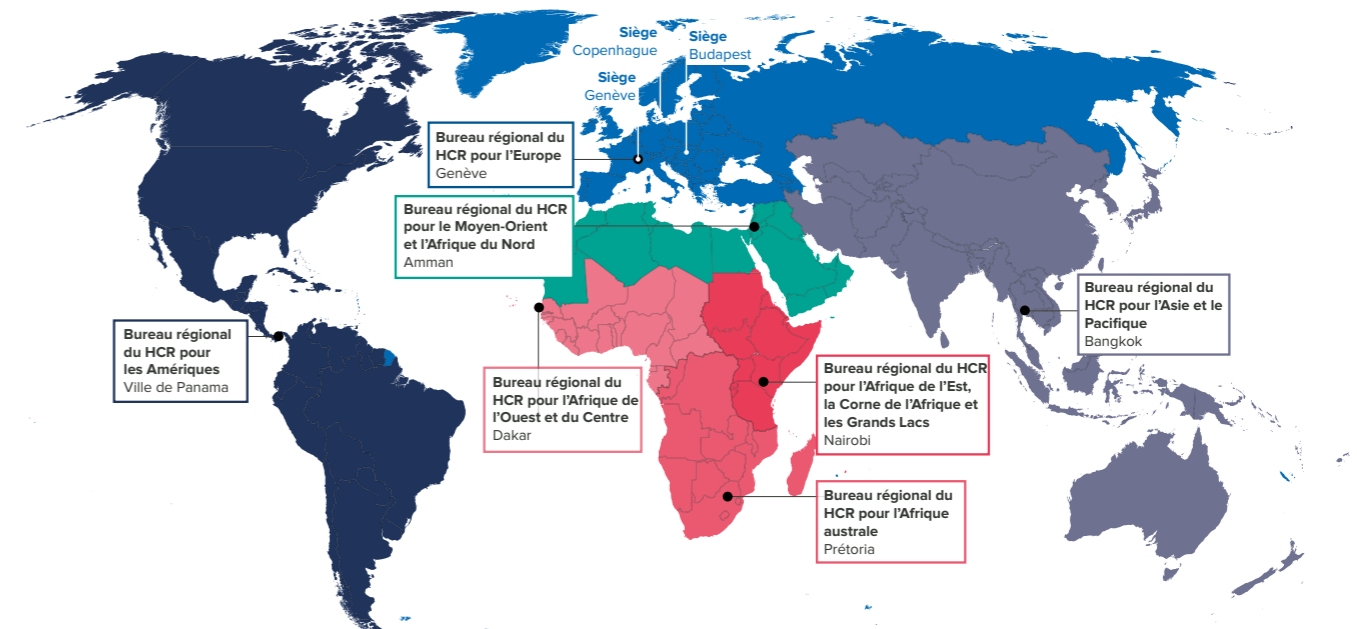 Siège
Copenhague
Siège
Budapest
Siège
Genève
Bureau régional du
HCR pour l’Europe
Genève
Bureau régional du HCR
pour le Moyen-Orient
et l’Afrique du Nord
Amman
Bureau régional du
HCR pour l’Asie et le
Pacifique
Bangkok
Bureau régional
du HCR pour
les Amériques
Ville de Panama
Bureau régional du
HCR pour l’Afrique de
l’Ouest et du Centre
Dakar
Bureau régional du HCR
pour l’Afrique de l’Est,
la Corne de l’Afrique et
les Grands Lacs
Nairobi
Bureau régional du
HCR pour l’Afrique
australe
Prétoria